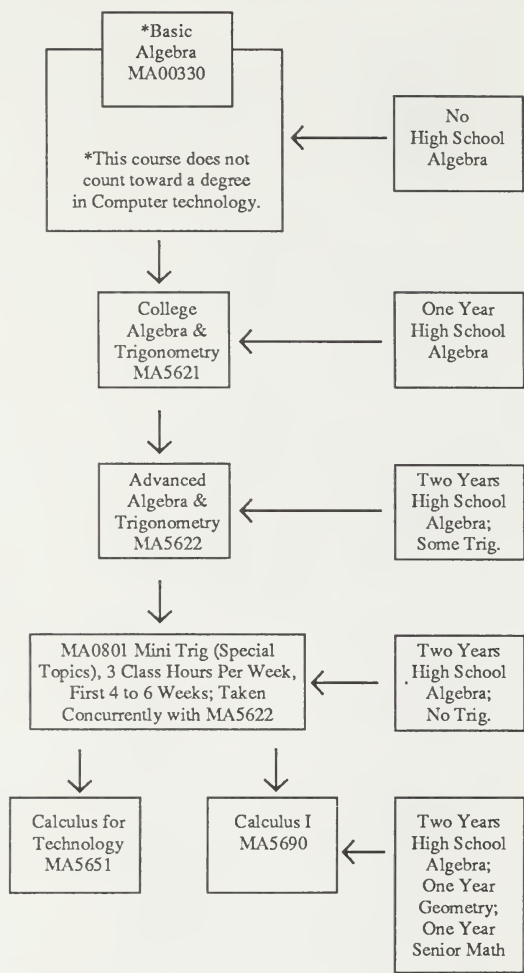 *Basic
Algebra
MA00330
*This course does not
count toward a degree
in Computer technology.
No
High School
Algebra
College
Algebra &
Trigonometry
MA5621
One Year
High School
Algebra
Advanced
Algebra &
Trigonometry
MA5622
Two Years
High School
Algebra;
Some Trig.
MA0801 Mini Trig (Special
Topics), 3 Class Hours Per Week,
First 4 to 6 Weeks; Taken
Concurrently with MA5622
Two Years
High School
Algebra;
No Trig.
Calculus for
Technology
MA5651
Calculus I
MA5690
Two Years
High School
Algebra;
One Year
Geometry;
One Year
Senior Math